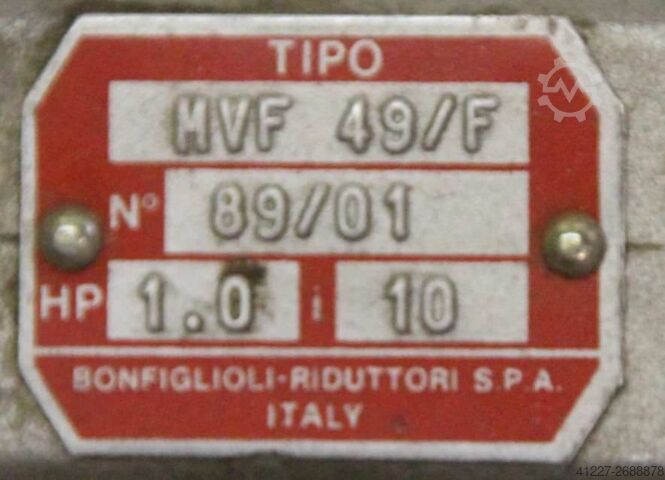 TIPO
MVF 49/F
N° 89/01
HP 1.0 i 10
BONFIGLIOLI-RIDUTTORI S.P.A.
ITALY
41227-2688878